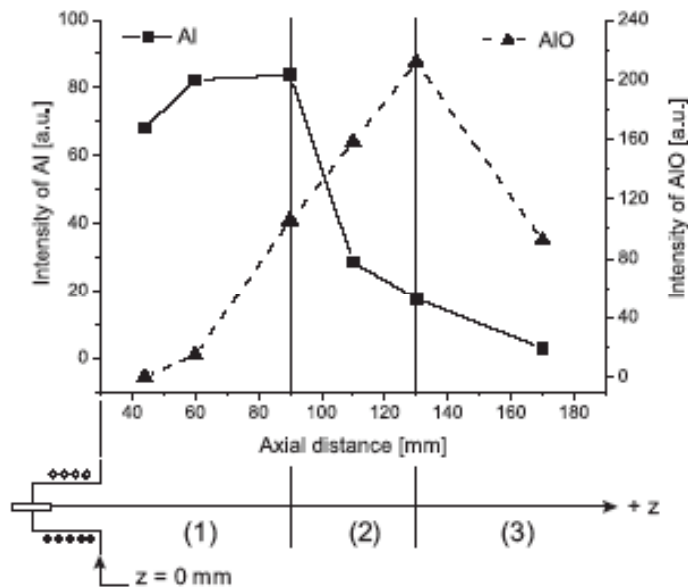 Al
AlO
Intensity of Al [a.u.]
100
80
60
40
20
0
Intensity of AlO [a.u.]
240
200
160
120
80
40
0
40 60 80 100 120 140 160 180
Axial distance [mm]
(1) (2) (3)
+ z
z = 0 mm